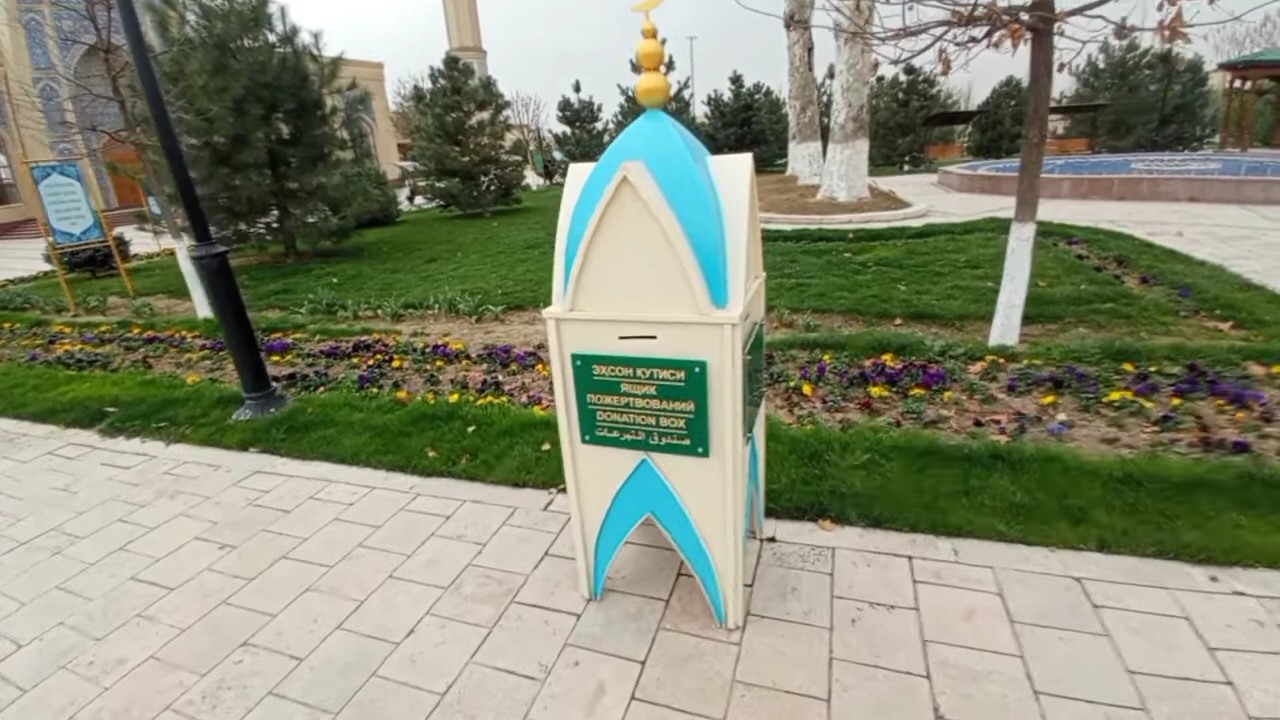 ЭҲСОН ҚУТИСИ
ЯЩИК
ПОЖЕРТВОВАНИЙ
DONATION BOX
صندوق التبرعات